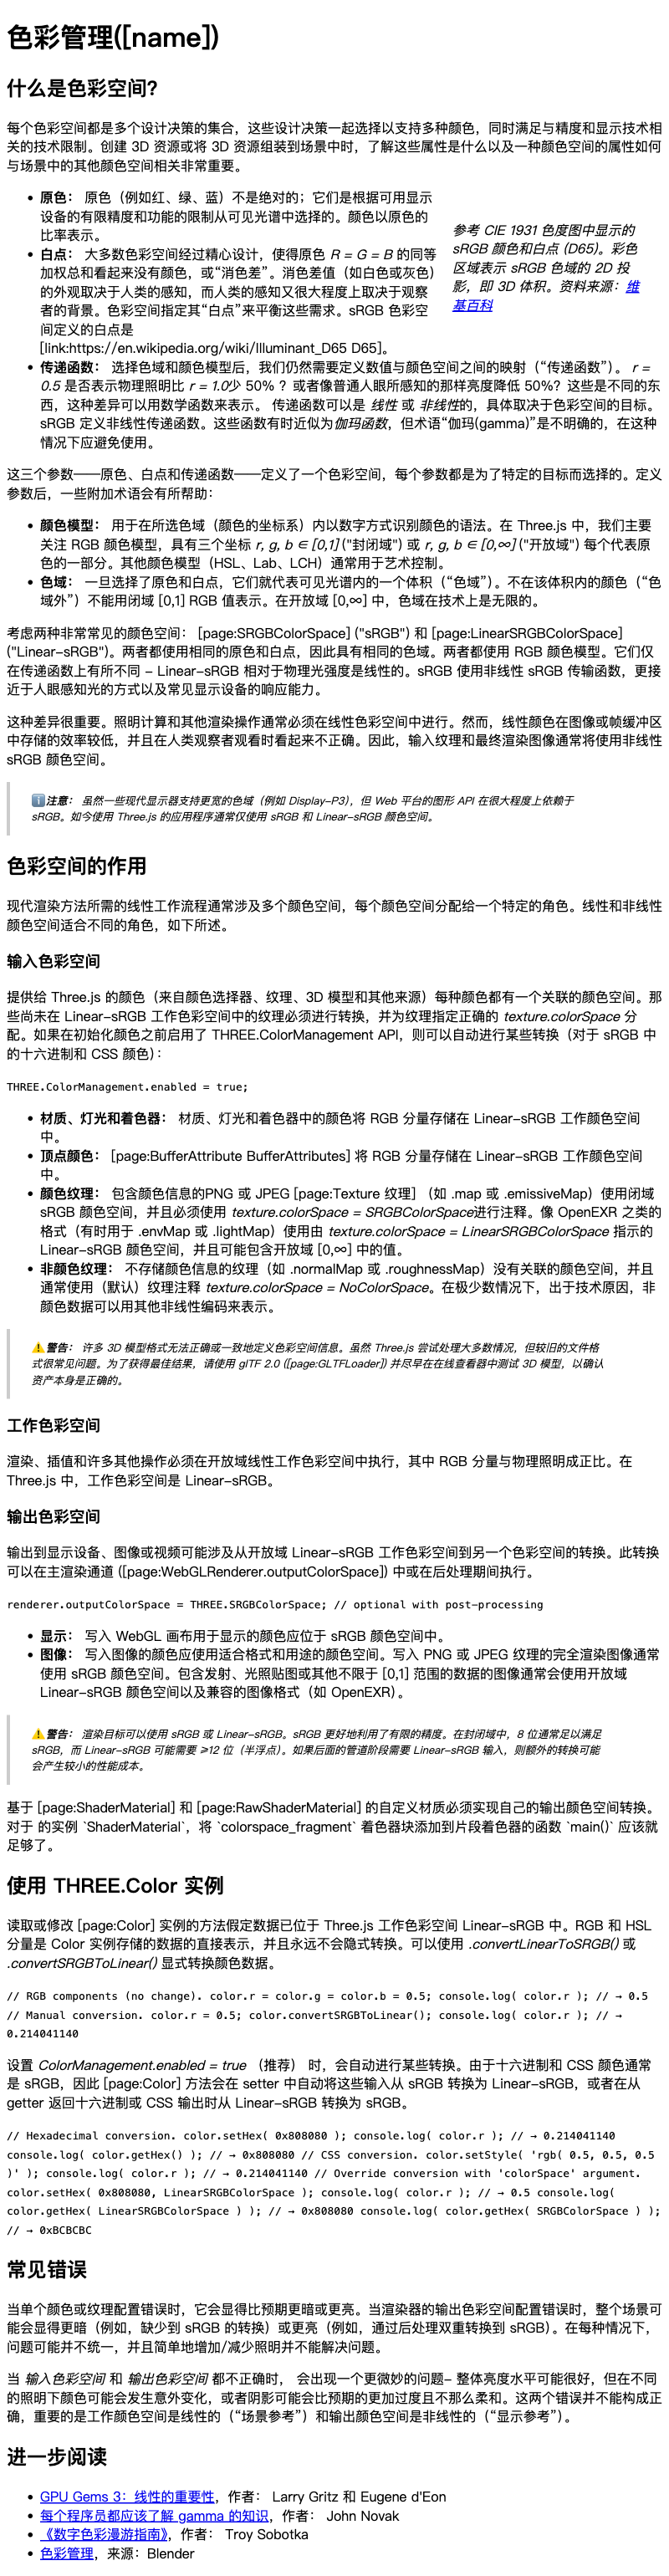 色彩管理([name])
什么是色彩空间?
每个色彩空间都是多个设计决策的集合，这些设计决策一起选择以支持多种颜色，同时满足与精度和显示技术相
关的技术限制。创建 3D 资源或将 3D 资源组装到场景中时，了解这些属性是什么以及一种颜色空间的属性如何
与场景中的其他颜色空间相关非常重要。
• 原色： 原色（例如红、绿、蓝）不是绝对的；它们是根据可用显示
设备的有限精度和功能的限制从可见光谱中选择的。颜色以原色的
比率表示。
• 白点： 大多数色彩空间经过精心设计，使得原色 R = G = B 的同等
加权总和看起来没有颜色，或“消色差”。消色差值（如白色或灰色）
的外观取决于人类的感知，而人类的感知又很大程度上取决于观察
者的背景。色彩空间指定其“白点”来平衡这些需求。sRGB 色彩空
间定义的白点是
[link:https://en.wikipedia.org/wiki/Illuminant_D65 D65]。
参考 CIE 1931 色度图中显示的
sRGB 颜色和白点 (D65)。彩色
区域表示 sRGB 色域的 2D 投
影，即 3D 体积。资料来源：维
基百科
• 传递函数： 选择色域和颜色模型后，我们仍然需要定义数值与颜色空间之间的映射（“传递函数”）。 r =
0.5 是否表示物理照明比 r = 1.0少 50% ？或者像普通人眼所感知的那样亮度降低 50%？这些是不同的东
西，这种差异可以用数学函数来表示。 传递函数可以是 线性 或 非线性的，具体取决于色彩空间的目标。
sRGB 定义非线性传递函数。这些函数有时近似为伽玛函数，但术语“伽玛(gamma)”是不明确的，在这种
情况下应避免使用。
这三个参数——原色、白点和传递函数——定义了一个色彩空间，每个参数都是为了特定的目标而选择的。定义
参数后，一些附加术语会有所帮助：
• 颜色模型： 用于在所选色域（颜色的坐标系）内以数字方式识别颜色的语法。在 Three.js 中，我们主要
关注 RGB 颜色模型，具有三个坐标 r, g, b ∈ [0,1] ("封闭域") 或 r, g, b ∈ [0,∞] ("开放域") 每个代表原
色的一部分。其他颜色模型（HSL、Lab、LCH）通常用于艺术控制。
• 色域： 一旦选择了原色和白点，它们就代表可见光谱内的一个体积（“色域”）。不在该体积内的颜色（“色
域外”）不能用闭域 [0,1] RGB 值表示。在开放域 [0,∞] 中，色域在技术上是无限的。
考虑两种非常常见的颜色空间： [page:SRGBColorSpace] ("sRGB") 和 [page:LinearSRGBColorSpace]
("Linear-sRGB")。两者都使用相同的原色和白点，因此具有相同的色域。两者都使用 RGB 颜色模型。它们仅
在传递函数上有所不同 - Linear-sRGB 相对于物理光强度是线性的。sRGB 使用非线性 sRGB 传输函数，更接
近于人眼感知光的方式以及常见显示设备的响应能力。
这种差异很重要。照明计算和其他渲染操作通常必须在线性色彩空间中进行。然而，线性颜色在图像或帧缓冲区
中存储的效率较低，并且在人类观察者观看时看起来不正确。因此，输入纹理和最终渲染图像通常将使用非线性
sRGB 颜色空间。
ℹ️注意： 虽然一些现代显示器支持更宽的色域（例如 Display-P3），但 Web 平台的图形 API 在很大程度上依赖于
sRGB。如今使用 Three.js 的应用程序通常仅使用 sRGB 和 Linear-sRGB 颜色空间。
色彩空间的作用
现代渲染方法所需的线性工作流程通常涉及多个颜色空间，每个颜色空间分配给一个特定的角色。线性和非线性
颜色空间适合不同的角色，如下所述。
输入色彩空间
提供给 Three.js 的颜色（来自颜色选择器、纹理、3D 模型和其他来源）每种颜色都有一个关联的颜色空间。那
些尚未在 Linear-sRGB 工作色彩空间中的纹理必须进行转换，并为纹理指定正确的 texture.colorSpace 分
配。如果在初始化颜色之前启用了 THREE.ColorManagement API，则可以自动进行某些转换（对于 sRGB 中
的十六进制和 CSS 颜色）：
THREE.ColorManagement.enabled = true;
• 材质、灯光和着色器： 材质、灯光和着色器中的颜色将 RGB 分量存储在 Linear-sRGB 工作颜色空间
中。
• 顶点颜色： [page:BufferAttribute BufferAttributes] 将 RGB 分量存储在 Linear-sRGB 工作颜色空间
中。
• 颜色纹理： 包含颜色信息的PNG 或 JPEG [page:Texture 纹理] （如 .map 或 .emissiveMap）使用闭域
sRGB 颜色空间，并且必须使用 texture.colorSpace = SRGBColorSpace进行注释。像 OpenEXR 之类的
格式（有时用于 .envMap 或 .lightMap）使用由 texture.colorSpace = LinearSRGBColorSpace 指示的
Linear-sRGB 颜色空间，并且可能包含开放域 [0,∞] 中的值。
• 非颜色纹理： 不存储颜色信息的纹理（如 .normalMap 或 .roughnessMap）没有关联的颜色空间，并且
通常使用（默认）纹理注释 texture.colorSpace = NoColorSpace。在极少数情况下，出于技术原因，非
颜色数据可以用其他非线性编码来表示。
⚠️警告： 许多 3D 模型格式无法正确或一致地定义色彩空间信息。虽然 Three.js 尝试处理大多数情况，但较旧的文件格
式很常见问题。为了获得最佳结果，请使用 glTF 2.0 ([page:GLTFLoader]) 并尽早在在线查看器中测试 3D 模型，以确认
资产本身是正确的。
工作色彩空间
渲染、插值和许多其他操作必须在开放域线性工作色彩空间中执行，其中 RGB 分量与物理照明成正比。在
Three.js 中，工作色彩空间是 Linear-sRGB。
输出色彩空间
输出到显示设备、图像或视频可能涉及从开放域 Linear-sRGB 工作色彩空间到另一个色彩空间的转换。此转换
可以在主渲染通道 ([page:WebGLRenderer.outputColorSpace]) 中或在后处理期间执行。
renderer.outputColorSpace = THREE.SRGBColorSpace; // optional with post-processing
• 显示： 写入 WebGL 画布用于显示的颜色应位于 sRGB 颜色空间中。
• 图像： 写入图像的颜色应使用适合格式和用途的颜色空间。写入 PNG 或 JPEG 纹理的完全渲染图像通常
使用 sRGB 颜色空间。包含发射、光照贴图或其他不限于 [0,1] 范围的数据的图像通常会使用开放域
Linear-sRGB 颜色空间以及兼容的图像格式（如 OpenEXR）。
⚠️警告： 渲染目标可以使用 sRGB 或 Linear-sRGB。sRGB 更好地利用了有限的精度。在封闭域中，8 位通常足以满足
sRGB，而 Linear-sRGB 可能需要 ≥12 位（半浮点）。如果后面的管道阶段需要 Linear-sRGB 输入，则额外的转换可能
会产生较小的性能成本。
基于 [page:ShaderMaterial] 和 [page:RawShaderMaterial] 的自定义材质必须实现自己的输出颜色空间转换。
对于 的实例 `ShaderMaterial`，将 `colorspace_fragment` 着色器块添加到片段着色器的函数 `main()` 应该就
足够了。
使用 THREE.Color 实例
读取或修改 [page:Color] 实例的方法假定数据已位于 Three.js 工作色彩空间 Linear-sRGB 中。RGB 和 HSL
分量是 Color 实例存储的数据的直接表示，并且永远不会隐式转换。可以使用 .convertLinearToSRGB() 或
.convertSRGBToLinear() 显式转换颜色数据。
// RGB components (no change). color.r = color.g = color.b = 0.5; console.log( color.r ); // → 0.5
// Manual conversion. color.r = 0.5; color.convertSRGBToLinear(); console.log( color.r ); // →
0.214041140
设置 ColorManagement.enabled = true （推荐） 时，会自动进行某些转换。由于十六进制和 CSS 颜色通常
是 sRGB，因此 [page:Color] 方法会在 setter 中自动将这些输入从 sRGB 转换为 Linear-sRGB，或者在从
getter 返回十六进制或 CSS 输出时从 Linear-sRGB 转换为 sRGB。
// Hexadecimal conversion. color.setHex( 0x808080 ); console.log( color.r ); // → 0.214041140
console.log( color.getHex() ); // → 0x808080 // CSS conversion. color.setStyle( 'rgb( 0.5, 0.5, 0.5
)' ); console.log( color.r ); // → 0.214041140 // Override conversion with 'colorSpace' argument.
color.setHex( 0x808080, LinearSRGBColorSpace ); console.log( color.r ); // → 0.5 console.log(
color.getHex( LinearSRGBColorSpace ) ); // → 0x808080 console.log( color.getHex( SRGBColorSpace ) );
// → 0xBCBCBC
常见错误
当单个颜色或纹理配置错误时，它会显得比预期更暗或更亮。当渲染器的输出色彩空间配置错误时，整个场景可
能会显得更暗（例如，缺少到 sRGB 的转换）或更亮（例如，通过后处理双重转换到 sRGB）。在每种情况下，
问题可能并不统一，并且简单地增加/减少照明并不能解决问题。
当 输入色彩空间 和 输出色彩空间 都不正确时， 会出现一个更微妙的问题- 整体亮度水平可能很好，但在不同
的照明下颜色可能会发生意外变化，或者阴影可能会比预期的更加过度且不那么柔和。这两个错误并不能构成正
确，重要的是工作颜色空间是线性的（“场景参考”）和输出颜色空间是非线性的（“显示参考”）。
进一步阅读
• GPU Gems 3：线性的重要性，作者： Larry Gritz 和 Eugene d'Eon
• 每个程序员都应该了解 gamma 的知识，作者： John Novak
• 《数字色彩漫游指南》，作者： Troy Sobotka
• 色彩管理，来源：Blender